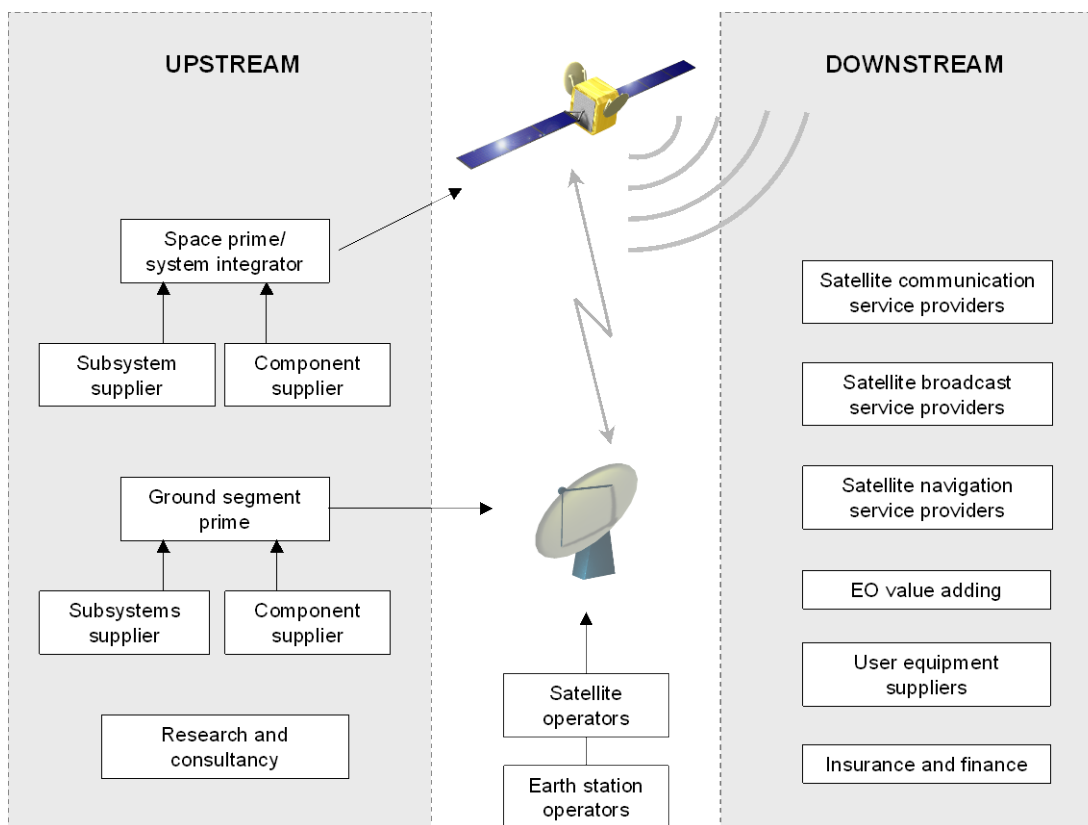 UPSTREAM
Space prime/
system integrator
Subsystem
supplier
Component
supplier
Ground segment
prime
Subsystems
supplier
Component
supplier
Research and
consultancy
Satellite
operators
Earth station
operators
DOWNSTREAM
Satellite communication
service providers
Satellite broadcast
service providers
Satellite navigation
service providers
EO value adding
User equipment
suppliers
Insurance and finance